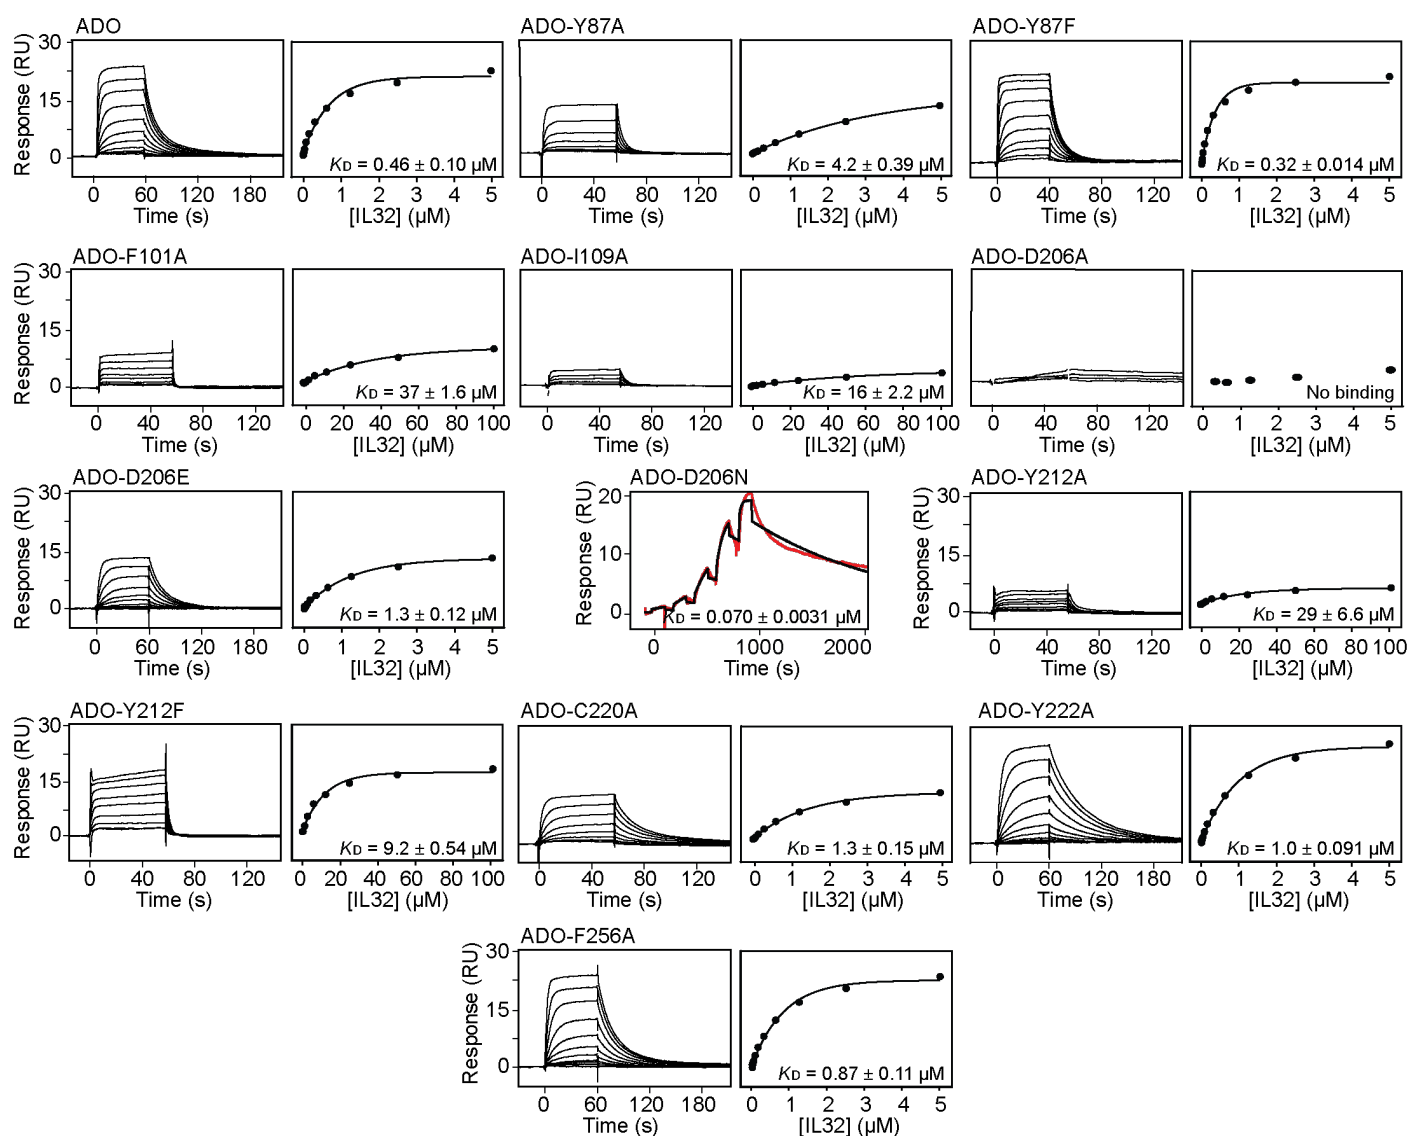 ADO ADO-Y87A ADO-Y87F
Response (RU)
30
15
0
KD = 0.46 ± 0.10 µM
KD = 4.2 ± 0.39 µM
KD = 0.32 ± 0.014 µM
0 60 120 180 0 1 2 3 4 5 0 40 80 120 0 1 2 3 4 5 0 40 80 120 0 1 2 3 4 5
Time (s) [IL32] (µM) Time (s) [IL32] (µM) Time (s) [IL32] (µM)
ADO-F101A ADO-I109A ADO-D206A
Response (RU)
30
15
0
KD = 37 ± 1.6 µM
KD = 16 ± 2.2 µM
No binding
0 40 80 120 0 20 40 60 80 100 0 40 80 120 0 20 40 60 80 100 0 40 80 120 0 1 2 3 4 5
Time (s) [IL32] (µM) Time (s) [IL32] (µM) Time (s) [IL32] (µM)
ADO-D206E ADO-D206N ADO-Y212A
Response (RU)
30
15
0
KD = 1.3 ± 0.12 µM
Response (RU)
20
10
0
KD = 0.070 ± 0.0031 µM
Response (RU)
30
15
0
KD = 29 ± 6.6 µM
0 60 120 180 0 1 2 3 4 5 0 1000 2000 0 40 80 120 0 20 40 60 80 100
Time (s) [IL32] (µM) Time (s) Time (s) [IL32] (µM)
ADO-Y212F ADO-C220A ADO-Y222A
Response (RU)
30
15
0
KD = 9.2 ± 0.54 µM
KD = 1.3 ± 0.15 µM
KD = 1.0 ± 0.091 µM
0 40 80 120 0 20 40 60 80 100 0 40 80 120 0 1 2 3 4 5 0 60 120 180 0 1 2 3 4 5
Time (s) [IL32] (µM) Time (s) [IL32] (µM) Time (s) [IL32] (µM)
ADO-F256A
Response (RU)
30
15
0
KD = 0.87 ± 0.11 µM
0 60 120 180 0 1 2 3 4 5
Time (s) [IL32] (µM)